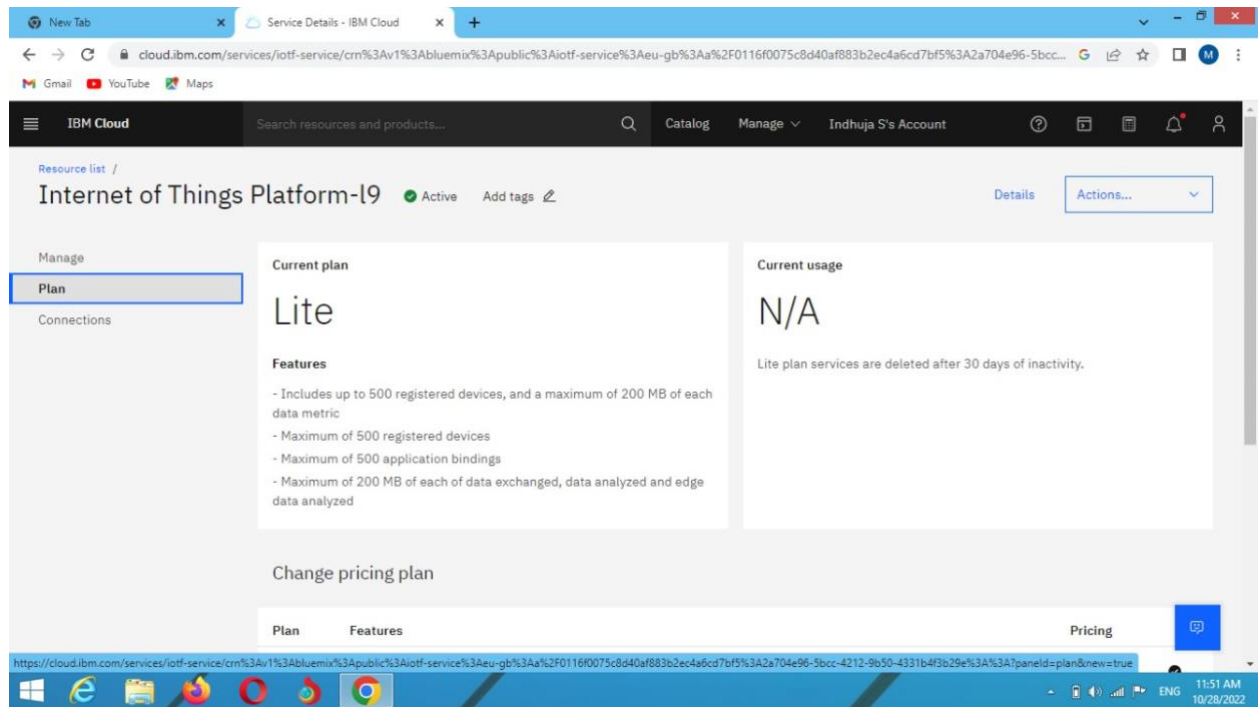 New Tab
Service Details - IBM Cloud
cloud.ibm.com/services/iotf-service/crn%3Av1%3Abluemix%3Apublic%3Aiotf-service%3Aeu-gb%3Aa%2F0116f0075c8d40af883b2ec4a6cd7bf5%3A2a704e96-5bcc...
M
Gmail YouTube Maps
IBM Cloud Search resources and products... Catalog Manage Indhuja S's Account
Resource list /
Internet of Things Platform-l9 Active Add tags Details Actions...
Manage
Plan
Connections
Current plan
Lite
Features
- Includes up to 500 registered devices, and a maximum of 200 MB of each
data metric
- Maximum of 500 registered devices
- Maximum of 500 application bindings
- Maximum of 200 MB of each of data exchanged, data analyzed and edge
data analyzed
Current usage
N/A
Lite plan services are deleted after 30 days of inactivity.
Change pricing plan
Plan Features Pricing
https://cloud.ibm.com/services/iotf-service/crn%3Av1%3Abluemix%3Apublic%3Aiotf-service%3Aeu-gb%3Aa%2F0116f0075c8d40af883b2ec4a6cd7bf5%3A2a704e96-5bcc-4212-9b50-4331b4f3b29e%3A%3A?paneId=plan&new=true
ENG
11:51 AM
10/28/2022